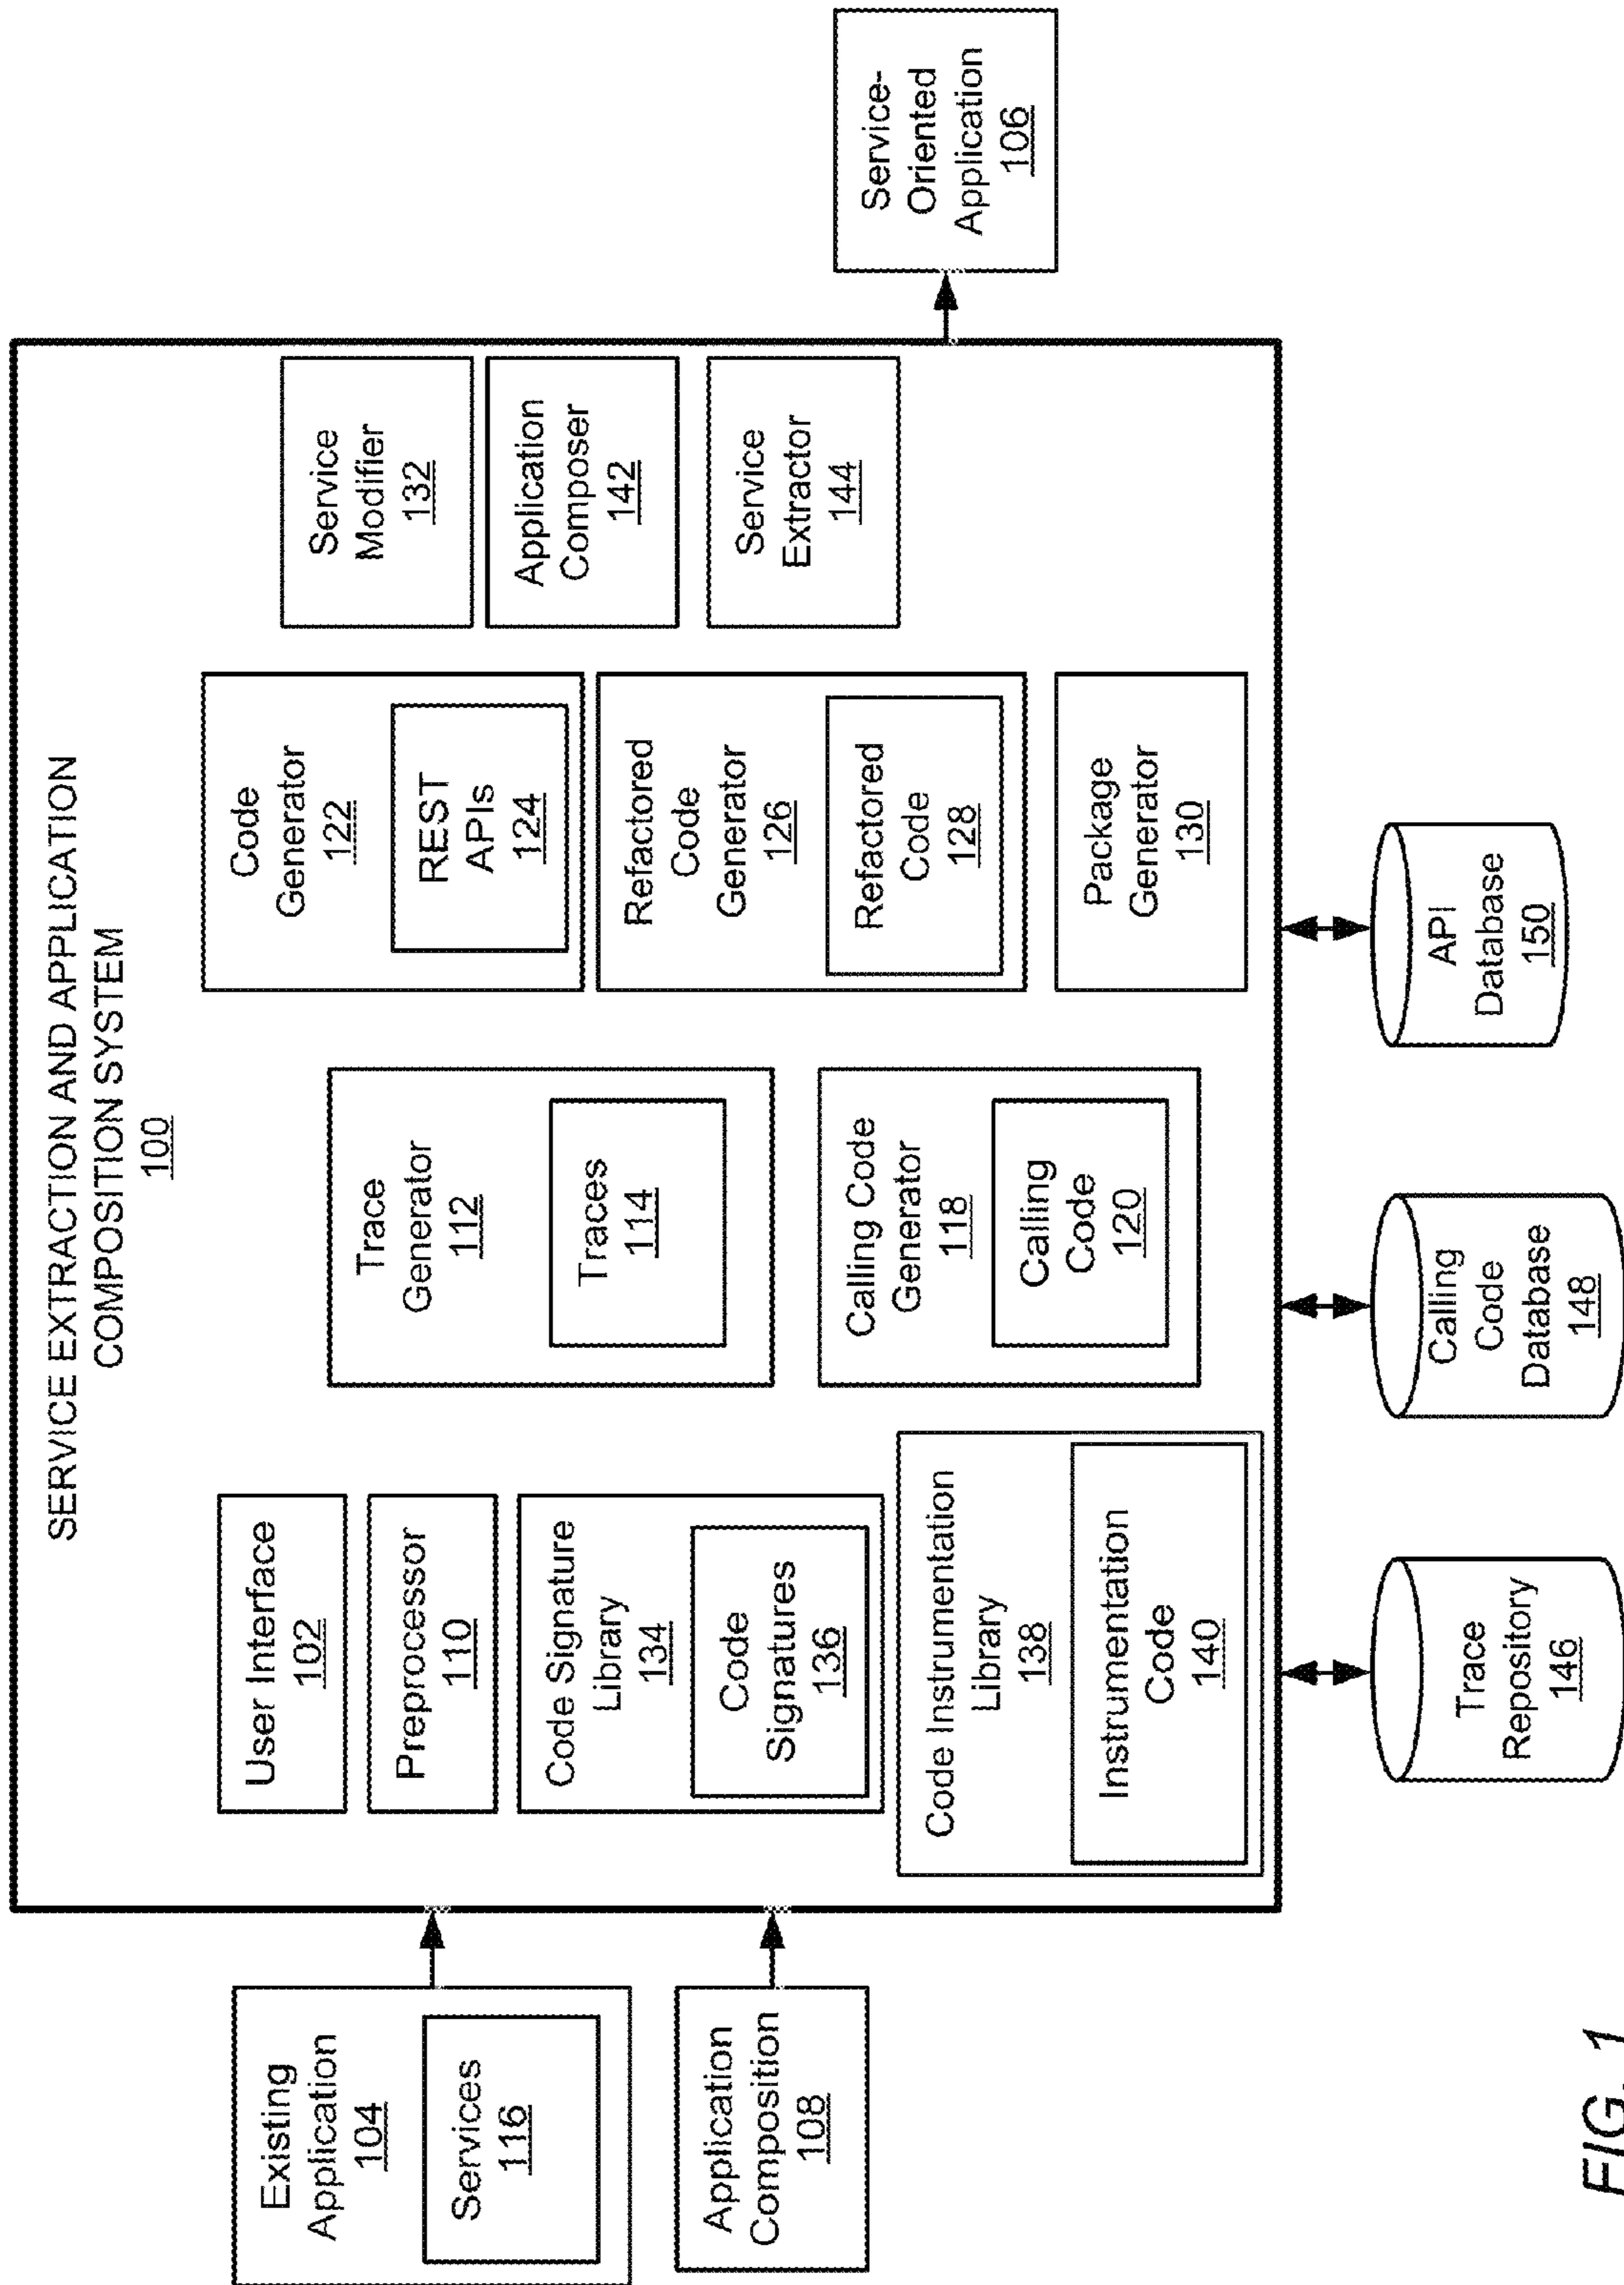 SERVICE EXTRACTION AND APPLICATION
COMPOSITION SYSTEM
100
Existing
Application
104
Services
116
Application
Composition
108
User Interface
102
Preprocessor
110
Code Signature
Library
134
Code
Signatures
136
Code Instrumentation
Library
138
Instrumentation
Code
140
Trace
Generator
112
Traces
114
Calling Code
Generator
118
Calling
Code
120
Code
Generator
122
REST
APIs
124
Refactored
Code
Generator
126
Refactored
Code
128
Package
Generator
130
Service
Modifier
132
Application
Composer
142
Service
Extractor
144
Service-
Oriented
Application
106
Trace
Repository
146
Calling
Code
Database
148
API
Database
150
FIG. 1